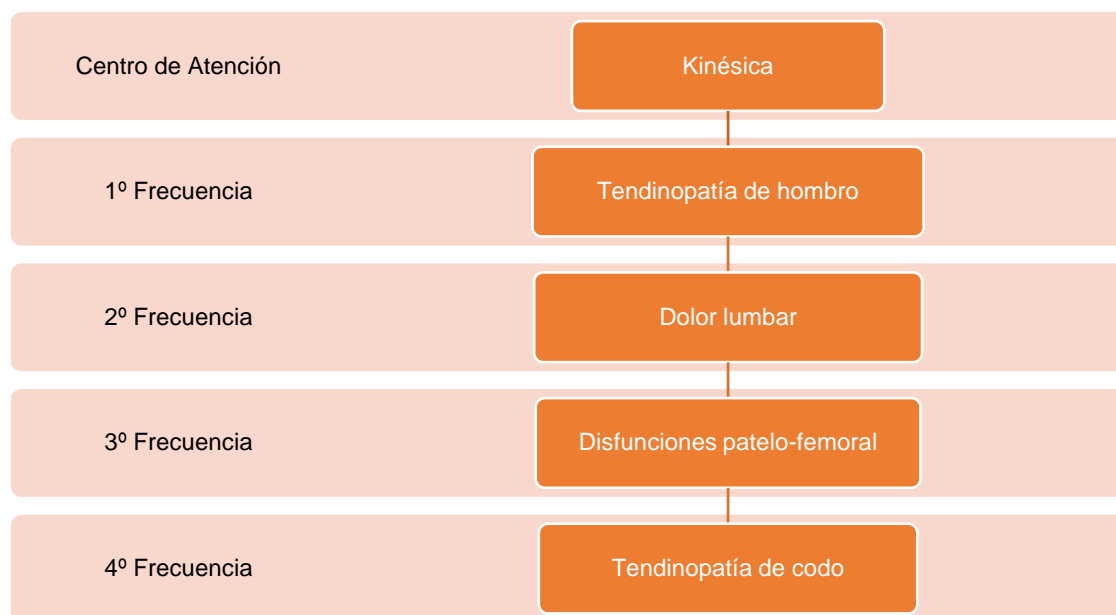 Centro de Atención
Kinésica
1º Frecuencia
Tendinopatía de hombro
2º Frecuencia
Dolor lumbar
3º Frecuencia
Disfunciones patelo-femoral
4º Frecuencia
Tendinopatía de codo